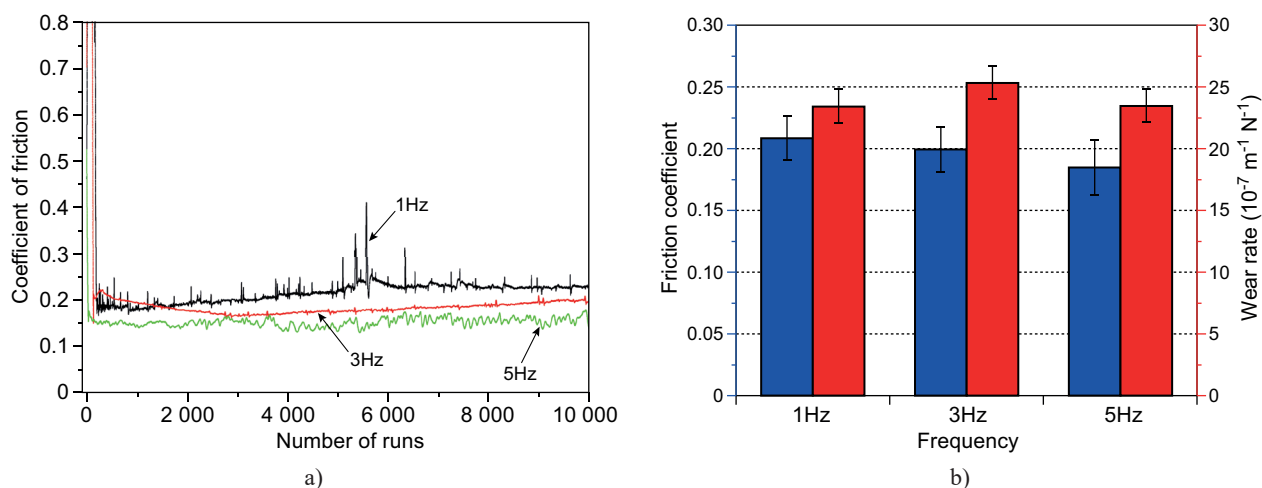 0.8
0.7
0.6
0.5
0.4
0.3
0.2
0.1
0
Coefficient of friction
1Hz
3Hz
5Hz
0 2 000 4 000 6 000 8 000 10 000
Number of runs
a)
0.30
0.25
0.20
0.15
0.10
0.05
0
Friction coefficient
30
25
20
15
10
5
0
Wear rate (10⁻⁷ m⁻¹ N⁻¹)
1Hz 3Hz 5Hz
Frequency
b)